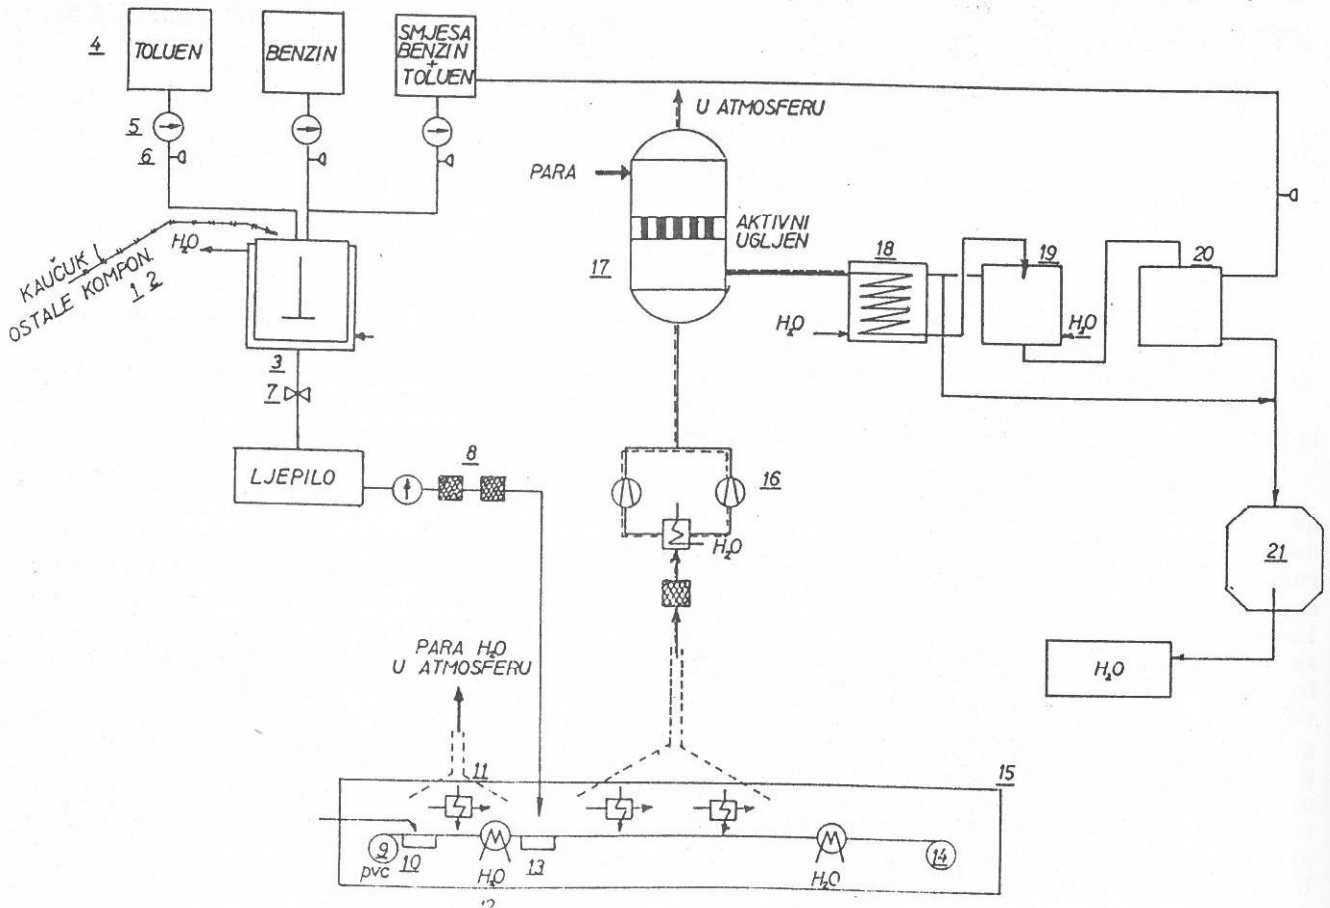 4
TOLUEN
BENZIN
SMJESA
BENZIN
+
TOLUEN
5
6
U ATMOSFERU
PARA
AKTIVNI
UGLJEN
17
18
19
20
H₂O
H₂O
H₂O
KAUČUK I
OSTALE KOMPON.
1 2
3
7
LJEPILO
8
16
H₂O
21
H₂O
PARA H₂O
U ATMOSFERU
11
15
9
PVC
10
H₂O
13
H₂O
14
12